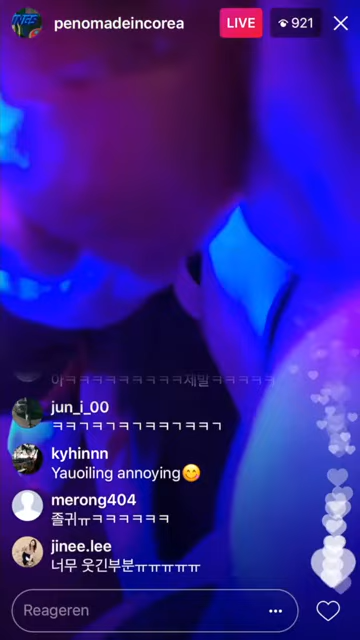 penomadeincorea
LIVE
921
아ㅋㅋㅋㅋㅋㅋㅋㅋㅋ제발ㅋㅋㅋㅋㅋ
jun_i_00
ㅋㅋㄱㅋㄱㅋㄱㅋㅋㄱㅋㅋㄱ
kyhinnn
Yauoiling annoying😊
merong404
졸귀ㅠㅋㅋㅋㅋㅋㅋ
jinee.lee
너무 웃긴부분ㅠㅠㅠㅠㅠ
Reageren